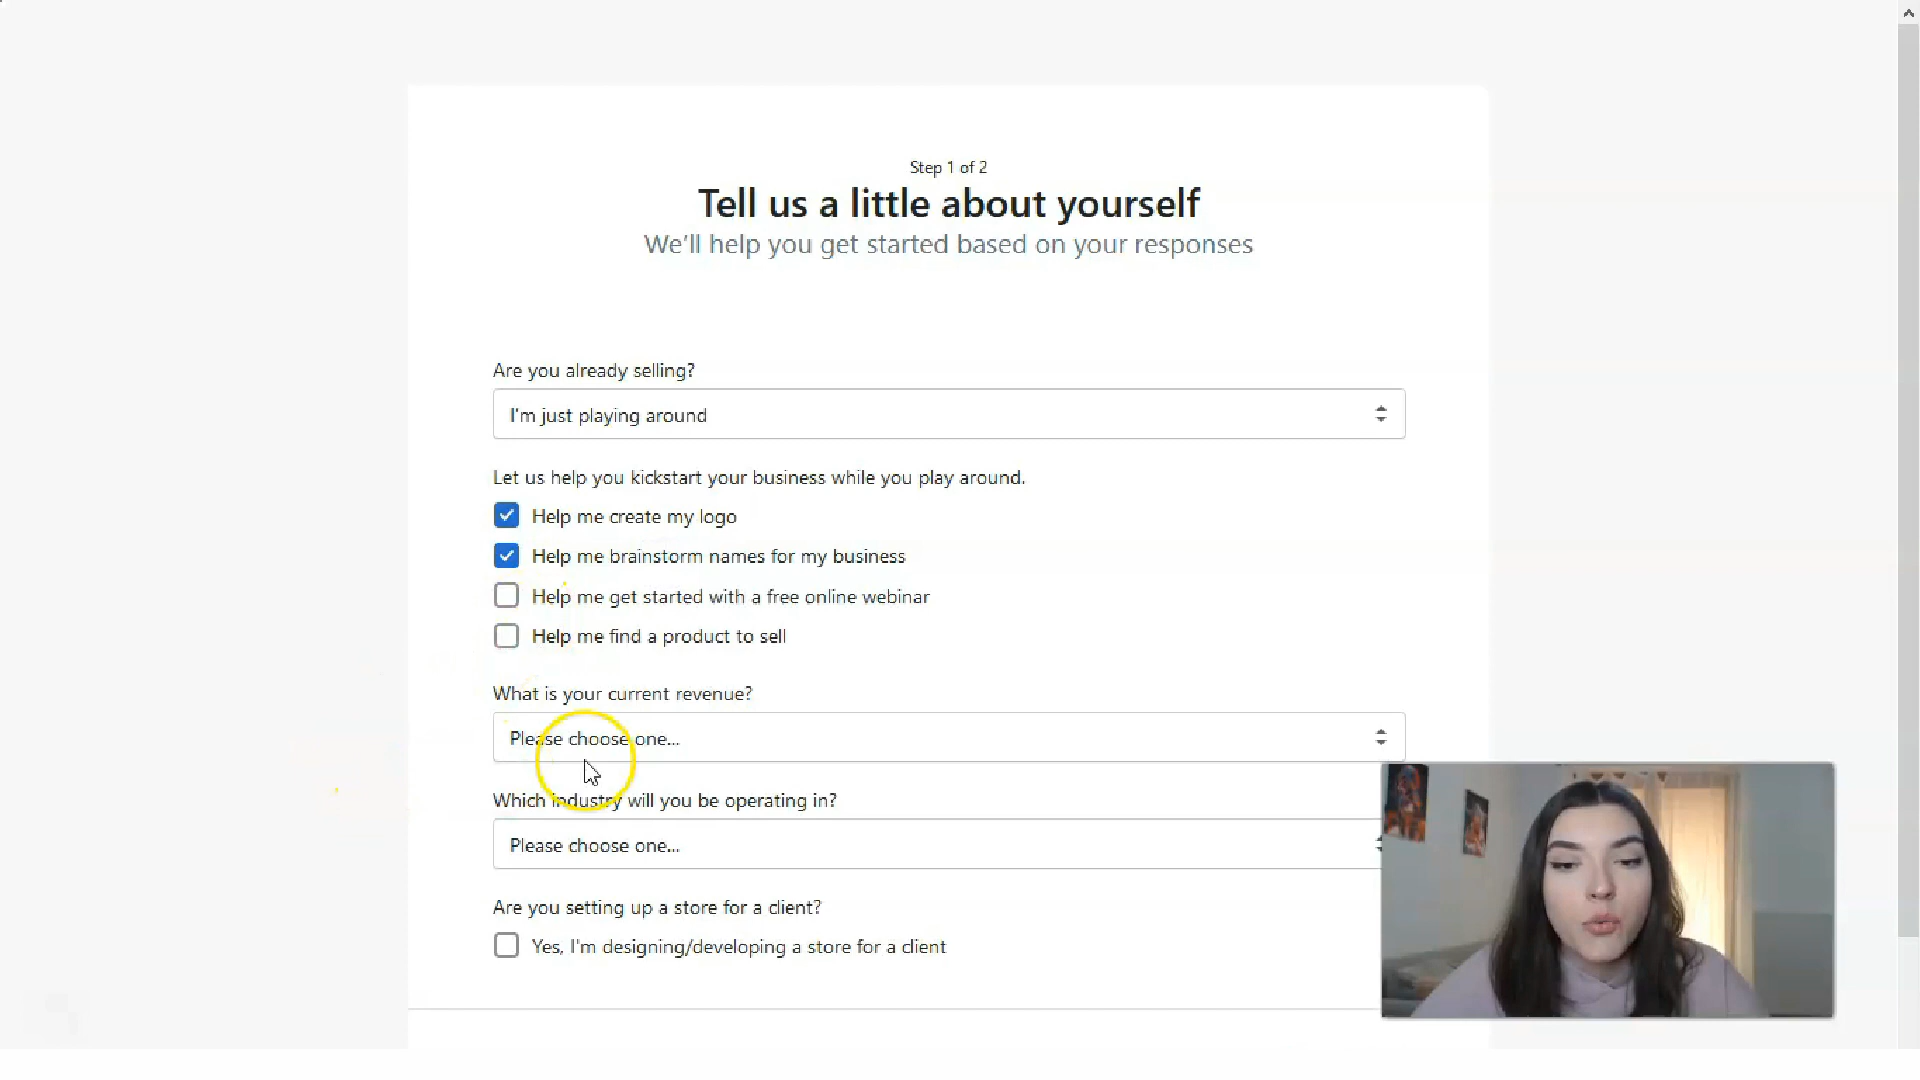 Step 1 of 2
Tell us a little about yourself
We'll help you get started based on your responses
Are you already selling?
I'm just playing around
Let us help you kickstart your business while you play around.
Help me create my logo
Help me brainstorm names for my business
Help me get started with a free online webinar
Help me find a product to sell
What is your current revenue?
Please choose one...
Which industry will you be operating in?
Please choose one...
Are you setting up a store for a client?
Yes, I'm designing/developing a store for a client